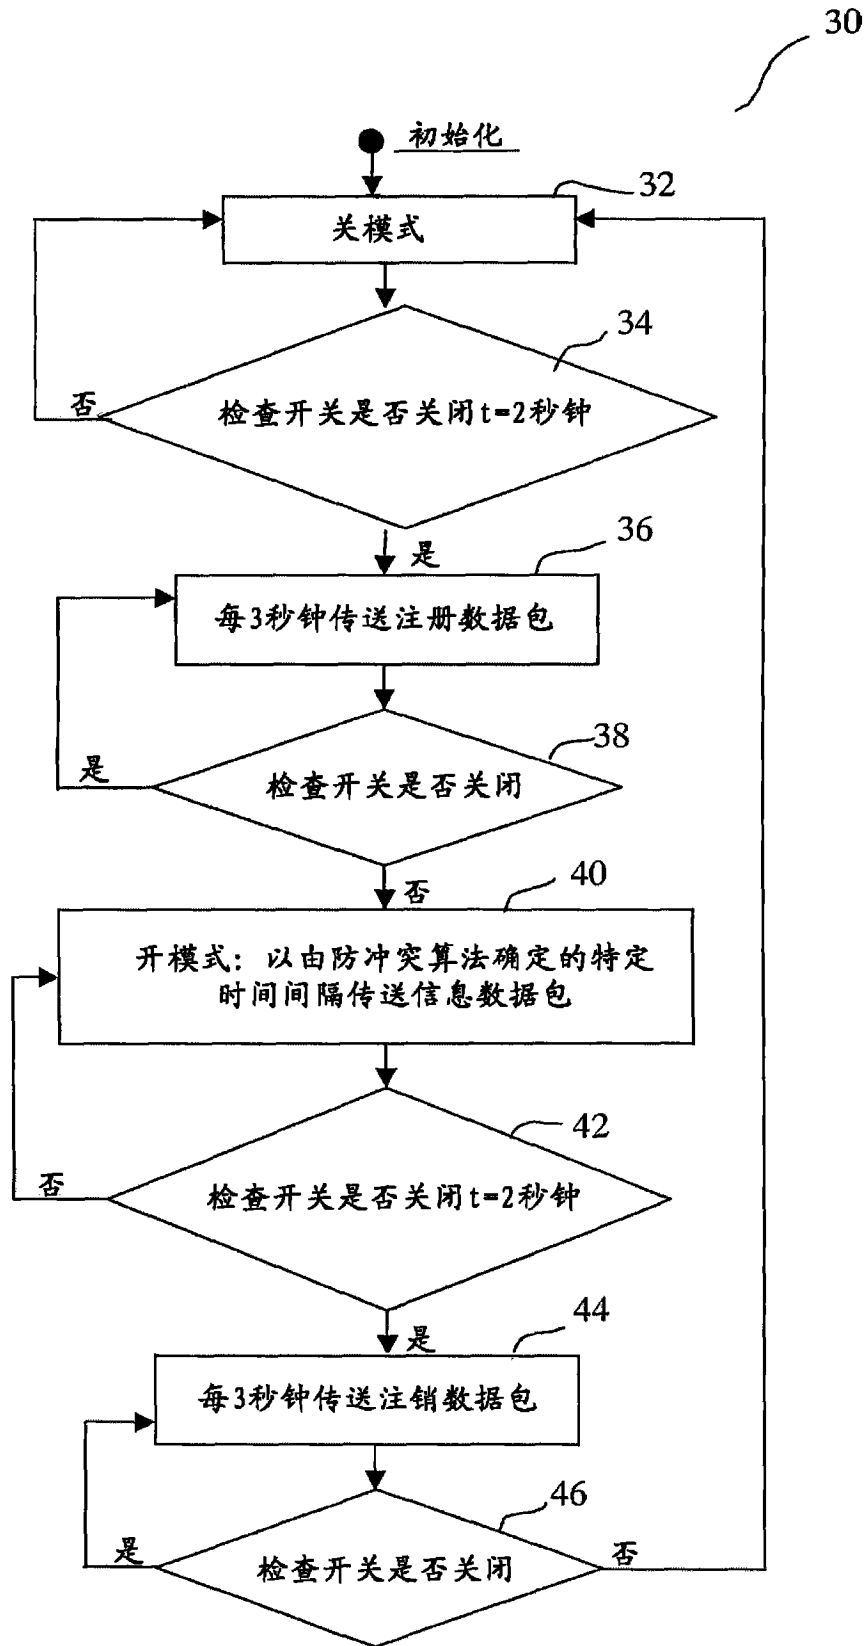 30
初始化
32
关模式
34
检查开关是否关闭t=2秒钟
否
是
36
每3秒钟传送注册数据包
38
检查开关是否关闭
是
否
40
开模式：以由防冲突算法确定的特定
时间间隔传送信息数据包
42
检查开关是否关闭t=2秒钟
否
是
44
每3秒钟传送注销数据包
46
检查开关是否关闭
是
否